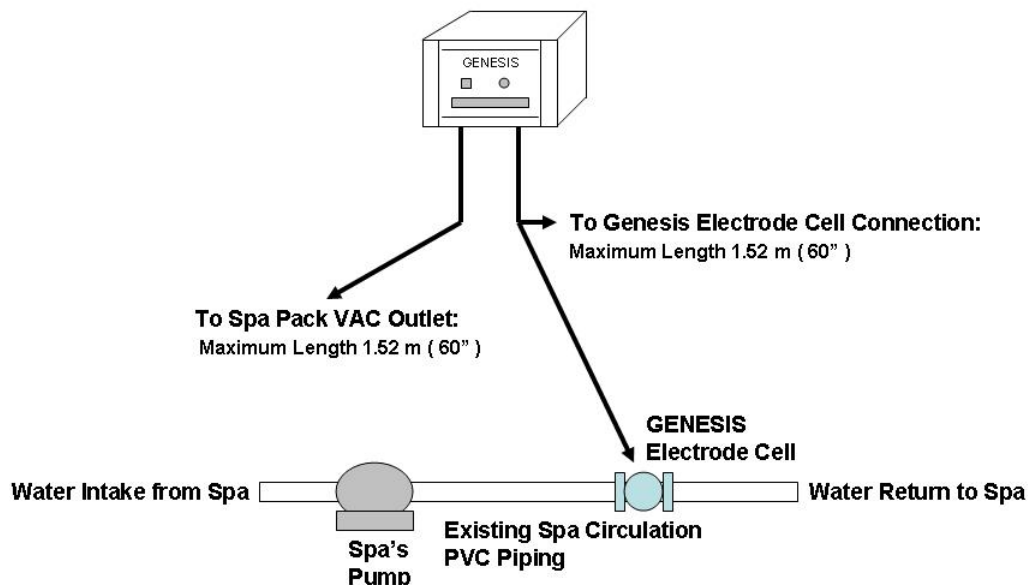 GENESIS
To Genesis Electrode Cell Connection:
Maximum Length 1.52 m ( 60” )
To Spa Pack VAC Outlet:
Maximum Length 1.52 m ( 60” )
GENESIS
Electrode Cell
Water Intake from Spa
Water Return to Spa
Existing Spa Circulation
PVC Piping
Spa’s
Pump